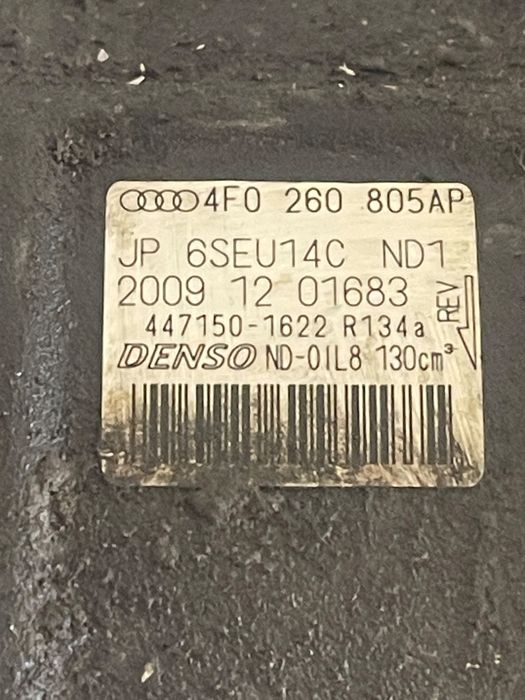 4F0 260 805AP
JP 6SEU14C ND1
2009 12 01683
447150-1622 R134a
REV
DENSO ND-OIL8 130cm³